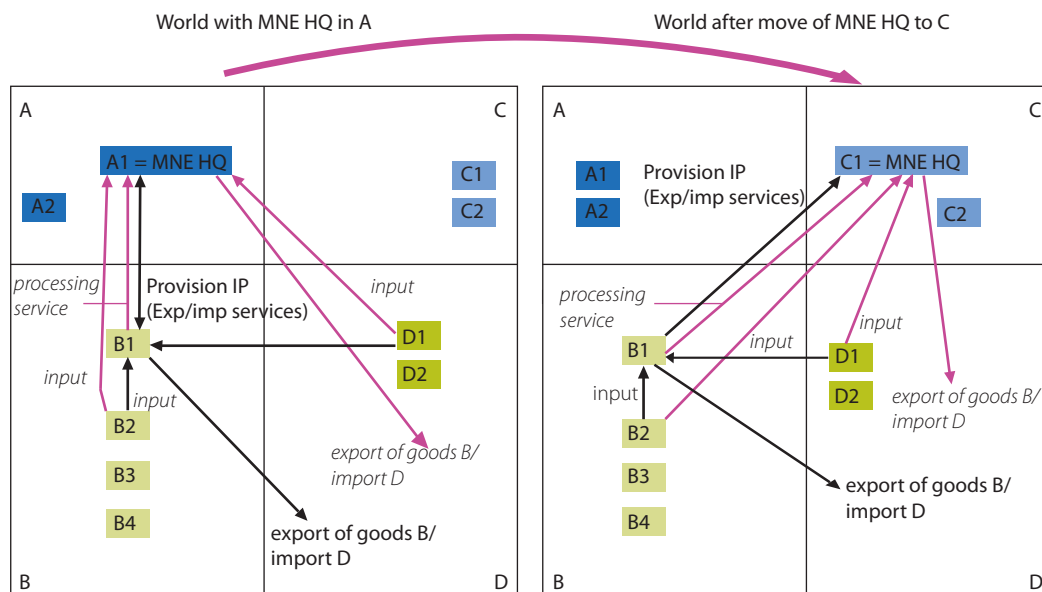 World with MNE HQ in A
World after move of MNE HQ to C
A
C
A1 = MNE HQ
A2
C1
C2
processing
service
Provision IP
(Exp/imp services)
input
B1
D1
D2
input
input
B2
B3
B4
export of goods B/
import D
export of goods B/
import D
B
D
A
C
A1
A2
Provision IP
(Exp/imp services)
C1 = MNE HQ
C2
processing
service
B1
input
input
D1
D2
input
B2
B3
B4
export of goods B/
import D
export of goods B/
import D
B
D